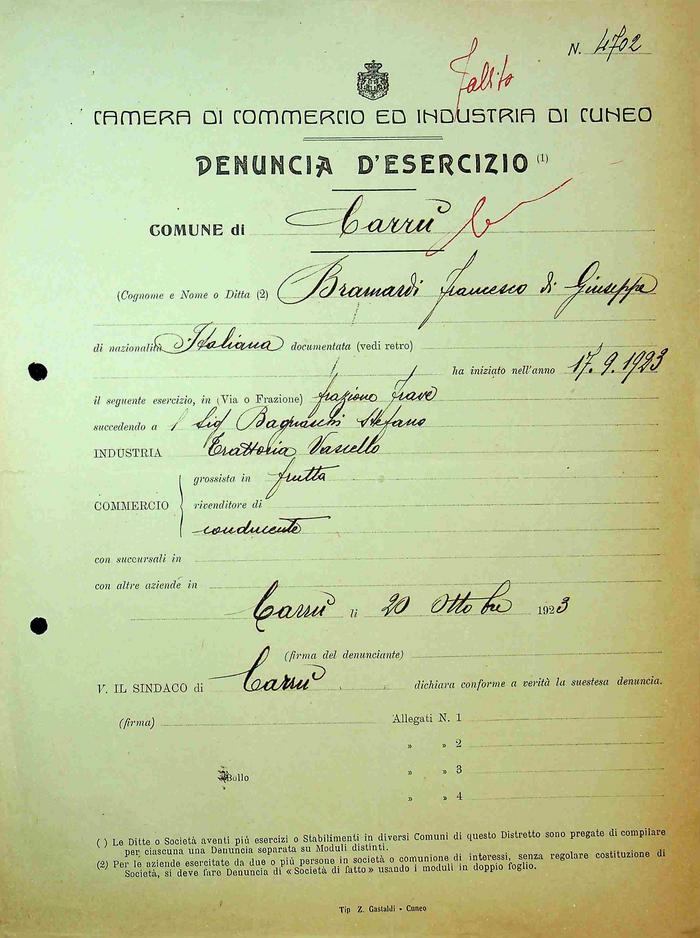 N. 4702
Fallito
CAMERA DI COMMERCIO ED INDUSTRIA DI CUNEO
DENUNCIA D'ESERCIZIO (1)
COMUNE di Carrù
(Cognome e Nome o Ditta (2) Bramardi Francesco di Giuseppe
di nazionalità Italiana documentata (vedi retro)
ha iniziato nell'anno 17.9.1923
il seguente esercizio, in (Via o Frazione) frazione Frave
succedendo a Sig Stefano
INDUSTRIA Trattoria Vascello
COMMERCIO
grossista in frutta
rivenditore di
conducente
con succursali in
con altre aziende in
Carrù li 20 Ottobre 1923
(firma del denunciante)
V. IL SINDACO di Carrù dichiara conforme a verità la suestesa denuncia.
(firma) Allegati N. 1
» » 2
» » 3
Bollo
» » 4
( ) Le Ditte o Società aventi più esercizi o Stabilimenti in diversi Comuni di questo Distretto sono pregate di compilare
per ciascuna una Denuncia separata su Moduli distinti.
(2) Per le aziende esercitate da due o più persone in società o comunione di interessi, senza regolare costituzione di
Società, si deve fare Denuncia di « Società di fatto » usando i moduli in doppio foglio.
Tip Z. Gastaldi - Cuneo